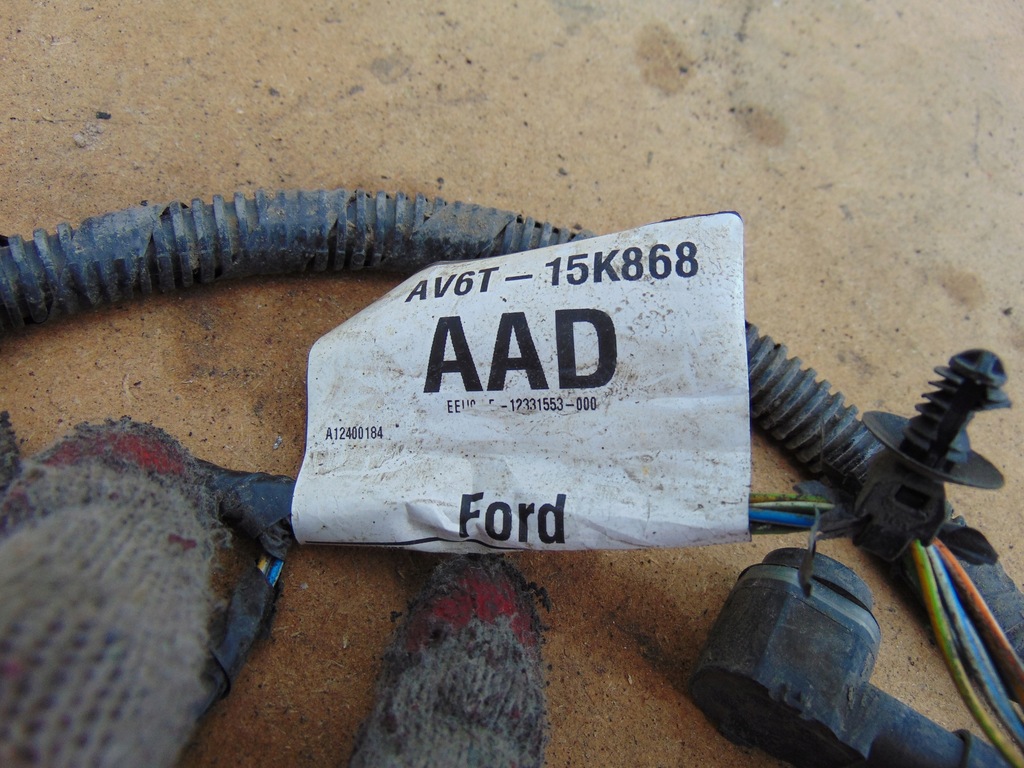 AV6T – 15K868
AAD
-12331553-000
A12400184
Ford